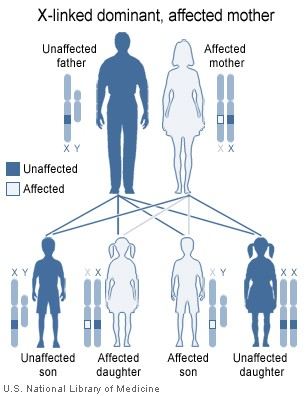 X-linked dominant, affected mother
Unaffected father
Affected mother
X Y
X X
Unaffected
Affected
X Y
X X
X Y
X X
Unaffected son
Affected daughter
Affected son
Unaffected daughter
U.S. National Library of Medicine